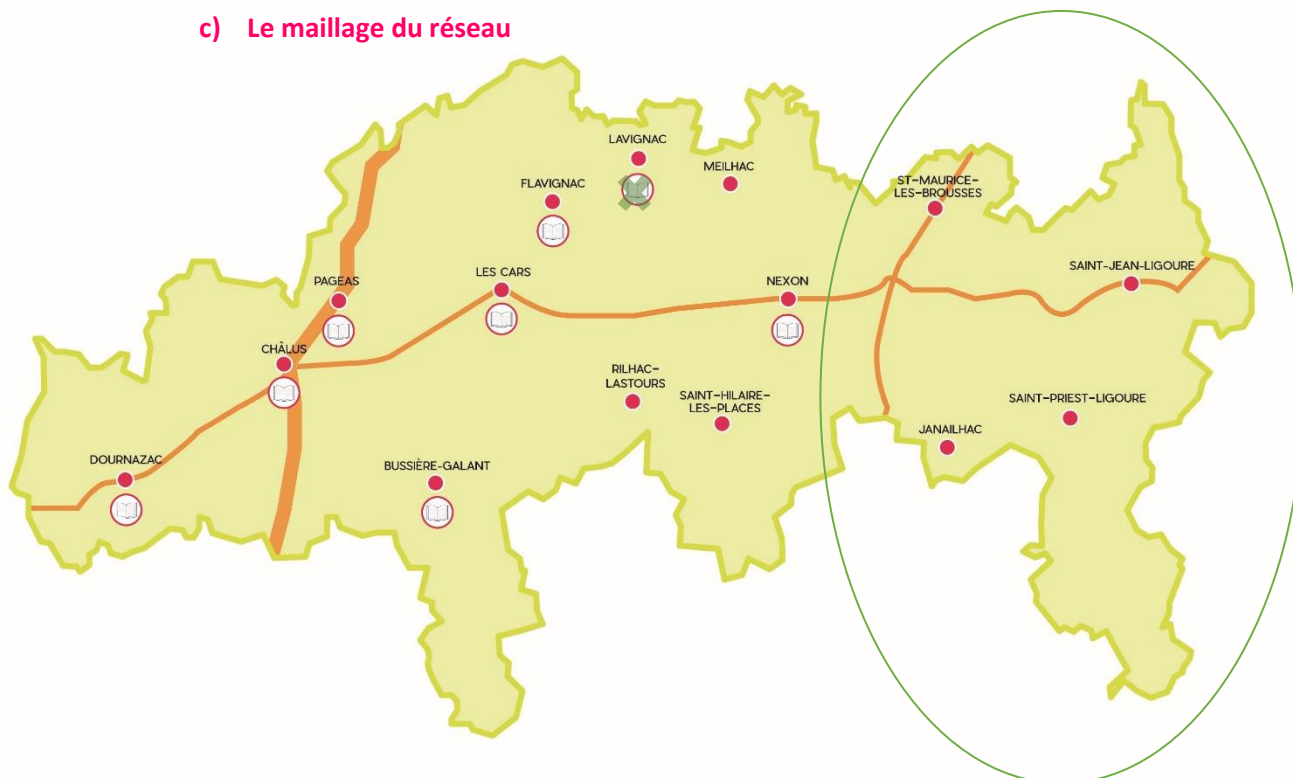 c) Le maillage du réseau
LAVIGNAC
MEILHAC
FLAVIGNAC
ST-MAURICE-
LES-BROUSSES
PAGEAS
LES CARS
NEXON
SAINT-JEAN-LIGOURE
CHÂLUS
RILHAC-
LASTOURS
SAINT-HILAIRE-
LES-PLACES
SAINT-PRIEST-LIGOURE
JANAILHAC
DOURNAZAC
BUSSIÈRE-GALANT